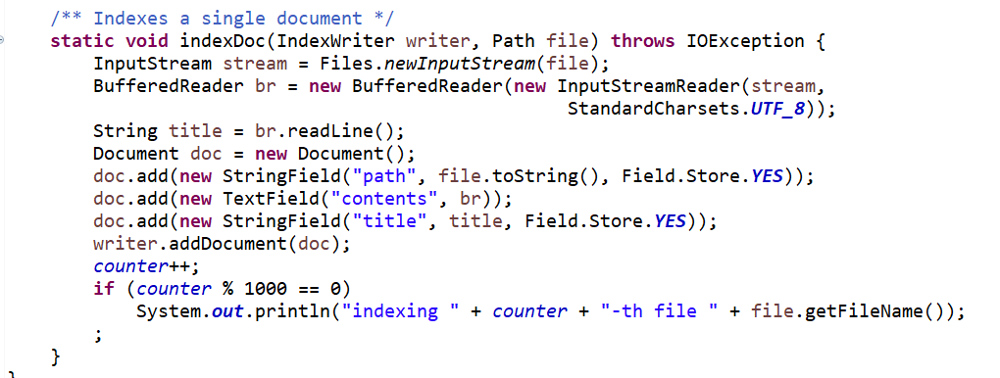 /** Indexes a single document */
static void indexDoc(IndexWriter writer, Path file) throws IOException {
InputStream stream = Files.newInputStream(file);
BufferedReader br = new BufferedReader(new InputStreamReader(stream,
StandardCharsets.UTF_8));
String title = br.readLine();
Document doc = new Document();
doc.add(new StringField("path", file.toString(), Field.Store.YES));
doc.add(new TextField("contents", br));
doc.add(new StringField("title", title, Field.Store.YES));
writer.addDocument(doc);
counter++;
if (counter % 1000 == 0)
System.out.println("indexing " + counter + "-th file " + file.getFileName());
;
}
}